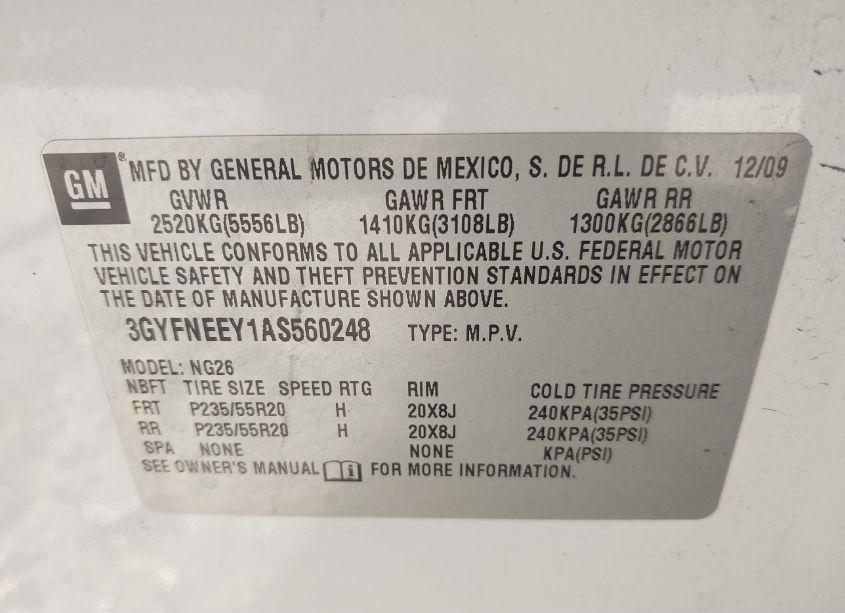 GM ® MFD BY GENERAL MOTORS DE MEXICO, S. DE R.L. DE C.V. 12/09
GVWR GAWR FRT GAWR RR
2520KG(5556LB) 1410KG(3108LB) 1300KG(2866LB)
THIS VEHICLE CONFORMS TO ALL APPLICABLE U.S. FEDERAL MOTOR
VEHICLE SAFETY AND THEFT PREVENTION STANDARDS IN EFFECT ON
THE DATE OF MANUFACTURE SHOWN ABOVE.
3GYFNEEY1AS560248 TYPE: M.P.V.
MODEL: NG26
NBFT TIRE SIZE SPEED RTG RIM COLD TIRE PRESSURE
FRT P235/55R20 H 20X8J 240KPA(35PSI)
RR P235/55R20 H 20X8J 240KPA(35PSI)
SPA NONE NONE KPA(PSI)
SEE OWNER'S MANUAL FOR MORE INFORMATION.